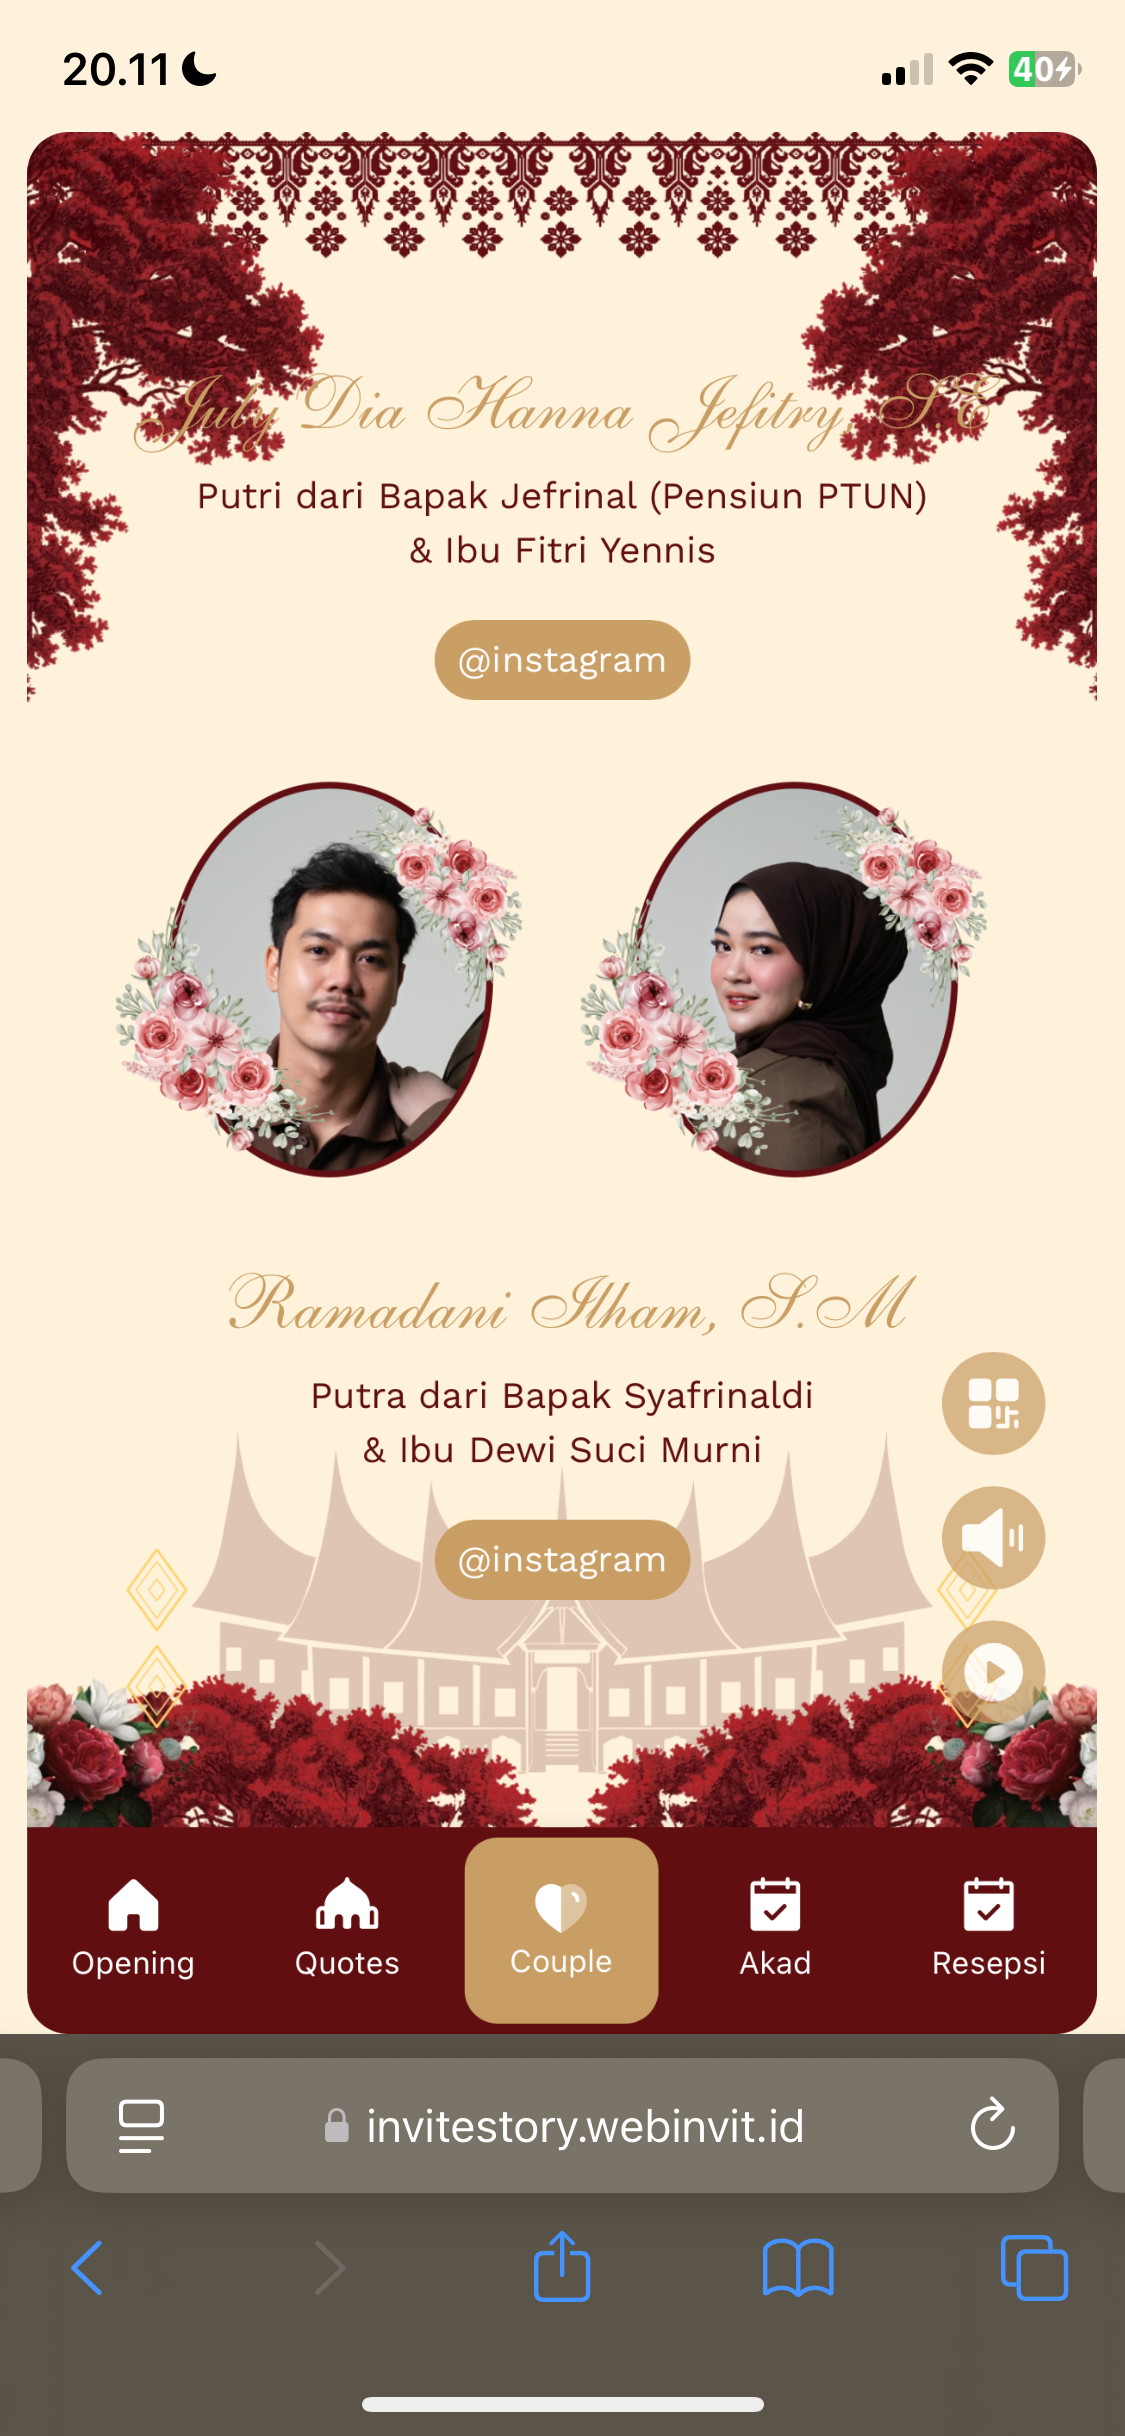 20.11
40
July Dia Hanna Jefitry, S.E
Putri dari Bapak Jefrinal (Pensiun PTUN)
& Ibu Fitri Yennis
@instagram
Ramadani Ilham, S.M
Putra dari Bapak Syafrinaldi
& Ibu Dewi Suci Murni
@instagram
Opening
Quotes
Couple
Akad
Resepsi
invitestory.webinvit.id